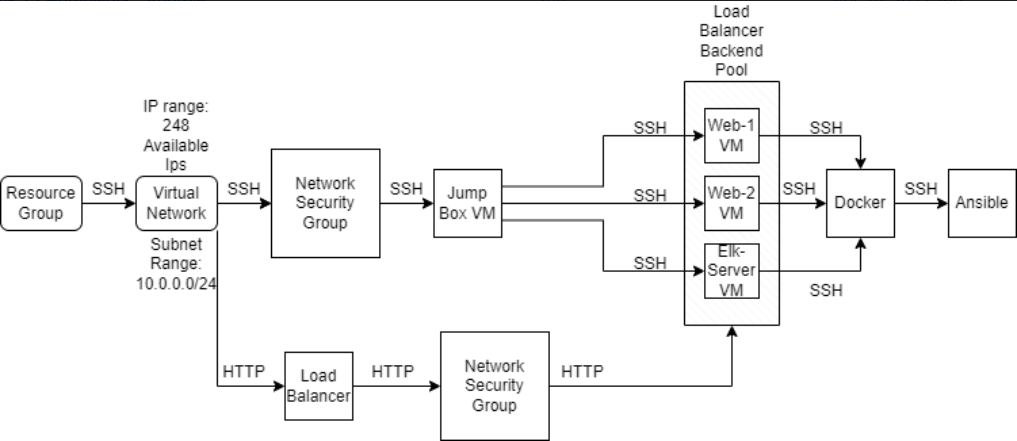 Load
Balancer
Backend
Pool
IP range:
248
Available
Ips
Resource
Group
SSH
Virtual
Network
Subnet
Range:
10.0.0.0/24
SSH
Network
Security
Group
SSH
Jump
Box VM
SSH
SSH
SSH
Web-1
VM
Web-2
VM
Elk-
Server
VM
SSH
SSH
SSH
Docker
SSH
Ansible
HTTP
Load
Balancer
HTTP
Network
Security
Group
HTTP